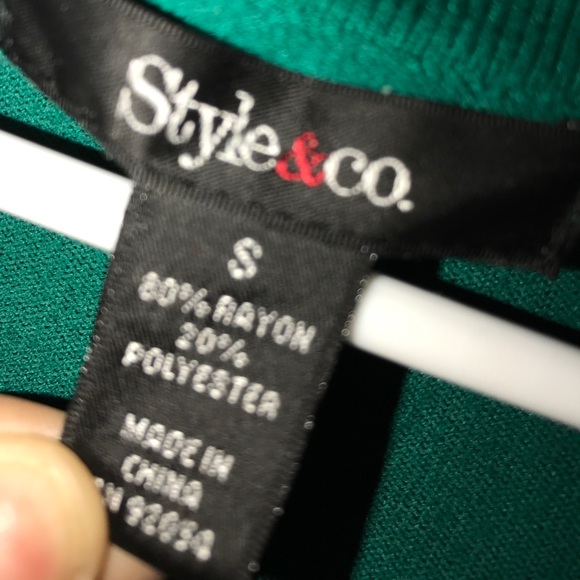 Style&co.
S
80% RAYON
20%
POLYESTER
MADE IN
CHINA